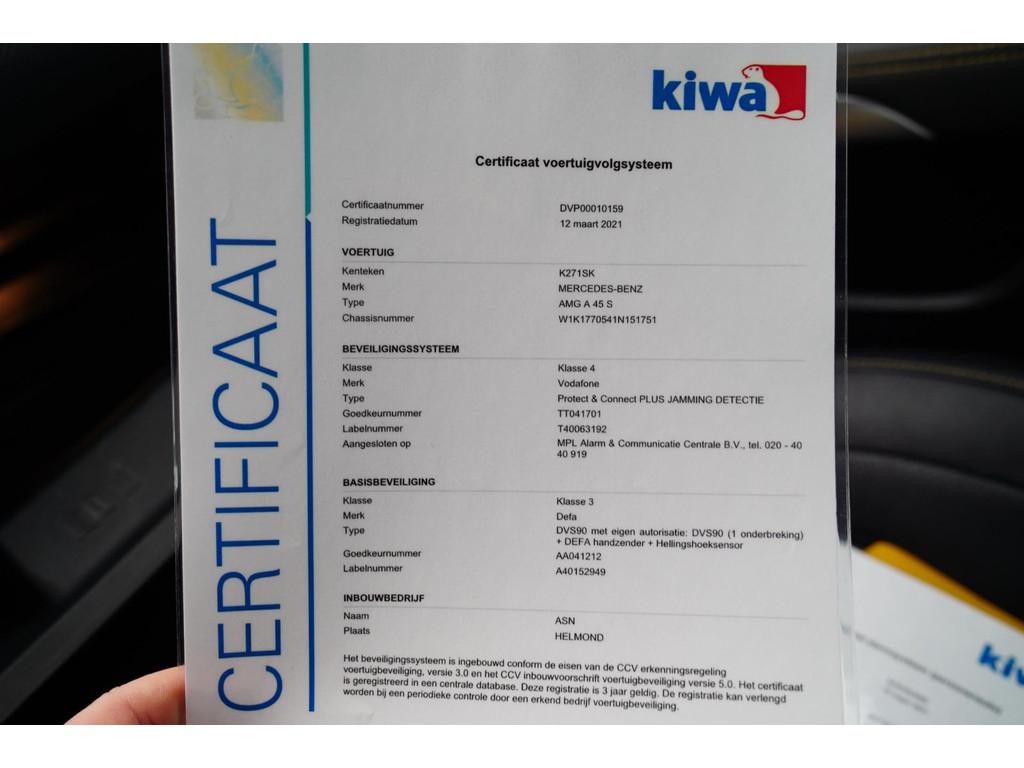 CERTIFICAAT
kiwa
Certificaat voertuigvolgsysteem
Certificaatnummer DVP00010159
Registratiedatum 12 maart 2021
VOERTUIG
Kenteken K271SK
Merk MERCEDES-BENZ
Type AMG A 45 S
Chassisnummer W1K1770541N151751
BEVEILIGINGSSYSTEEM
Klasse Klasse 4
Merk Vodafone
Type Protect & Connect PLUS JAMMING DETECTIE
Goedkeurnummer TT041701
Labelnummer T40063192
Aangesloten op MPL Alarm & Communicatie Centrale B.V., tel. 020 - 40
40 919
BASISBEVEILIGING
Klasse Klasse 3
Merk Defa
Type DVS90 met eigen autorisatie: DVS90 (1 onderbreking)
+ DEFA handzender + Hellingshoeksensor
Goedkeurnummer AA041212
Labelnummer A40152949
INBOUWBEDRIJF
Naam ASN
Plaats HELMOND
Het beveiligingssysteem is ingebouwd conform de eisen van de CCV erkenningsregeling
voertuigbeveiliging, versie 3.0 en het CCV inbouwvoorschrift voertuigbeveiliging versie 5.0. Het certificaat
is geregistreerd in een centrale database. Deze registratie is 3 jaar geldig. De registratie kan verlengd
worden bij een periodieke controle door een erkend bedrijf voertuigbeveiliging.